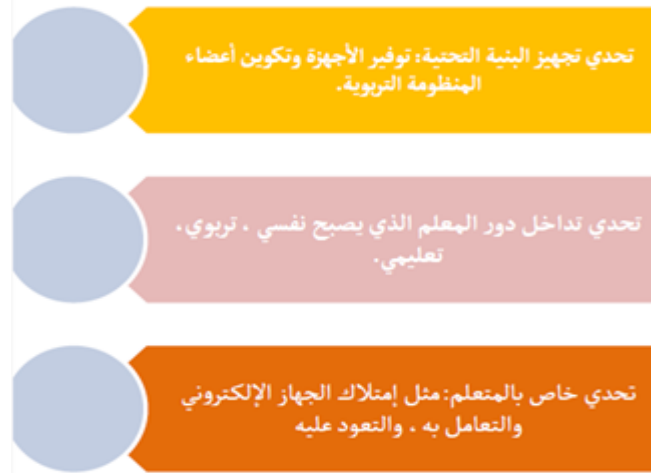 تحدي تجهيز البنية التحتية: توفير الأجهزة وتكوين أعضاء
المنظومة التربوية.
تحدي تداخل دور المعلم الذي يصبح نفسي ، تربوي،
تعليمي.
تحدي خاص بالمتعلم: مثل إمتلاك الجهاز الإلكتروني
والتعامل به ، والتعود عليه